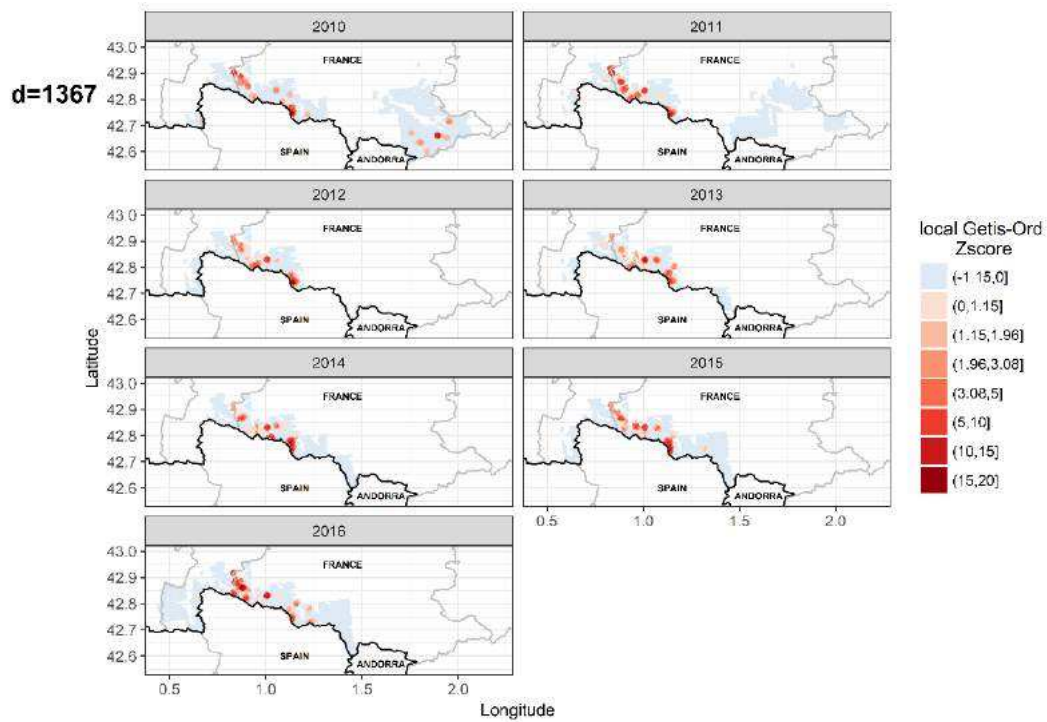 2010
2011
d=1367
43.0
42.9
42.8
42.7
42.6
FRANCE
SPAIN
ANDORRA
FRANCE
SPAIN
ANDORRA
2012
2013
43.0
42.9
42.8
42.7
42.6
FRANCE
SPAIN
ANDORRA
FRANCE
SPAIN
ANDORRA
Latitude
2014
2015
43.0
42.9
42.8
42.7
42.6
FRANCE
SPAIN
ANDORRA
FRANCE
SPAIN
ANDORRA
0.5 1.0 1.5 2.0
2016
43.0
42.9
42.8
42.7
42.6
FRANCE
SPAIN
ANDORRA
0.5 1.0 1.5 2.0
Longitude
local Getis-Ord
Zscore
(-1.15,0]
(0,1.15]
(1.15,1.96]
(1.96,3.08]
(3.08,5]
(5,10]
(10,15]
(15,20]